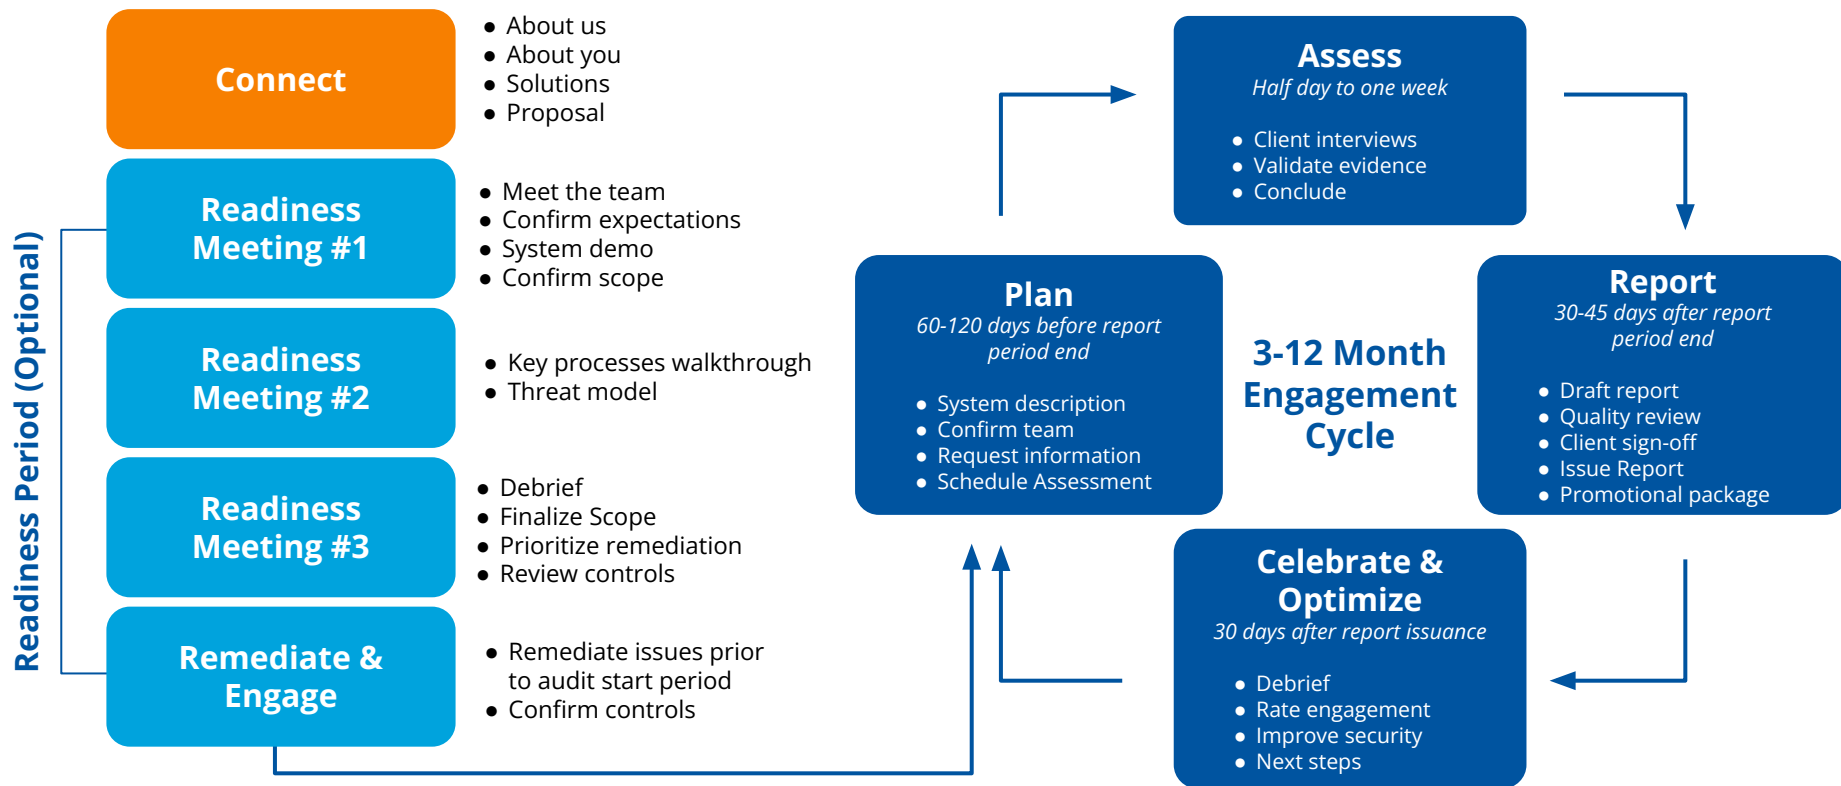 Connect
● About us
● About you
● Solutions
● Proposal
Readiness Period (Optional)
Readiness
Meeting #1
● Meet the team
● Confirm expectations
● System demo
● Confirm scope
Readiness
Meeting #2
● Key processes walkthrough
● Threat model
Readiness
Meeting #3
● Debrief
● Finalize Scope
● Prioritize remediation
● Review controls
Remediate &
Engage
● Remediate issues prior
to audit start period
● Confirm controls
Plan
60-120 days before report
period end
● System description
● Confirm team
● Request information
● Schedule Assessment
Assess
Half day to one week
● Client interviews
● Validate evidence
● Conclude
3-12 Month
Engagement
Cycle
Report
30-45 days after report
period end
● Draft report
● Quality review
● Client sign-off
● Issue Report
● Promotional package
Celebrate &
Optimize
30 days after report issuance
● Debrief
● Rate engagement
● Improve security
● Next steps